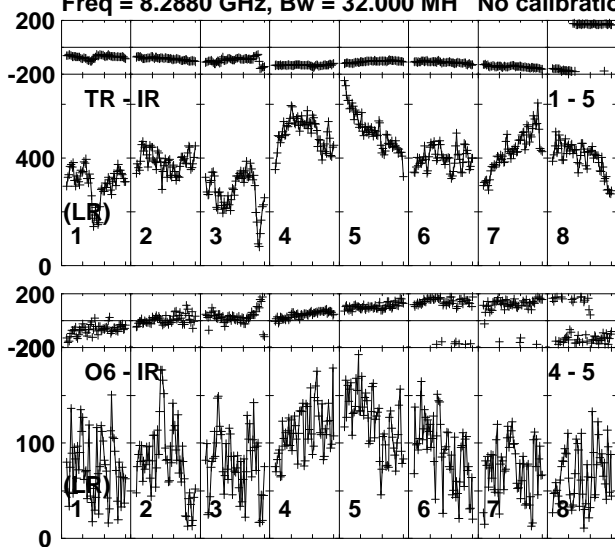 Freq = 8.2880 GHz, Bw = 32.000 MH No calibratio
200
-200
TR - IR
1 - 5
400
(LR)
1 2 3 4 5 6 7 8
0
200
-200
200
O6 - IR
4 - 5
100
(LR)
1 2 3 4 5 6 7 8
0